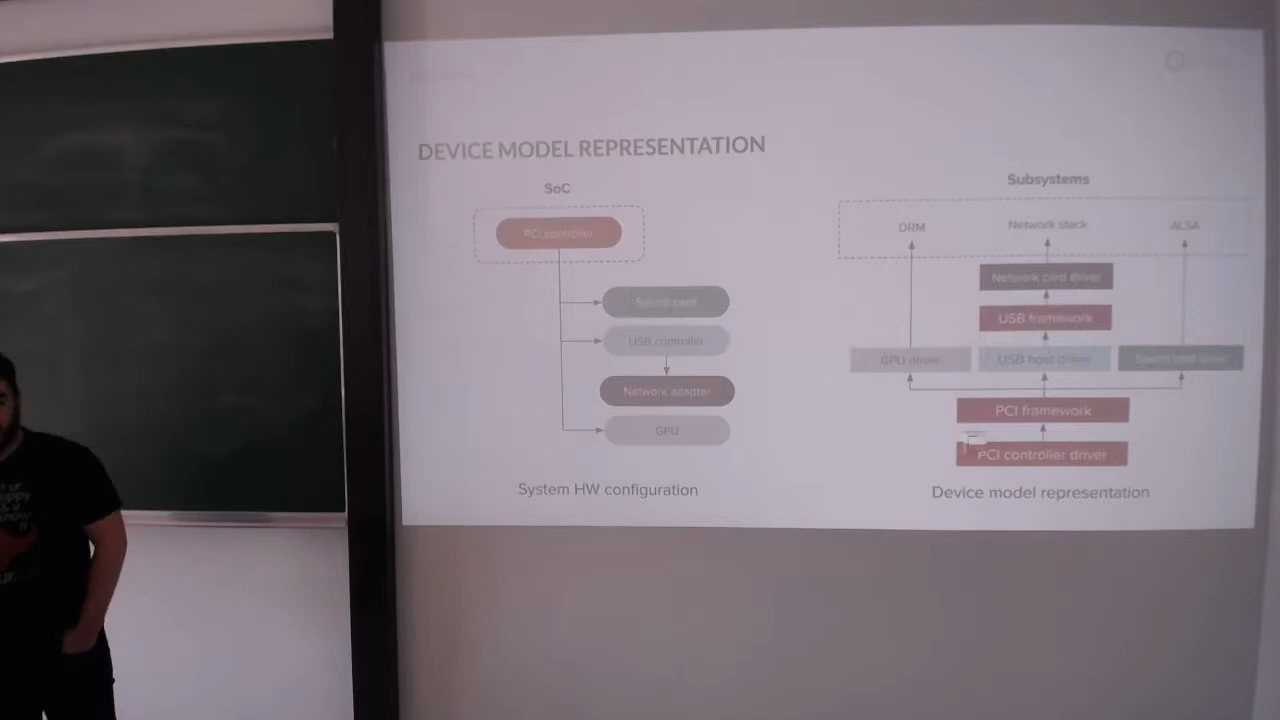 DEVICE MODEL REPRESENTATION
SoC
PCI controller
Sound card
USB controller
Network adapter
GPU
System HW configuration
Subsystems
DRM
Network stack
ALSA
Network card driver
USB framework
GPU driver
USB host driver
Sound card driver
PCI framework
PCI controller driver
Device model representation